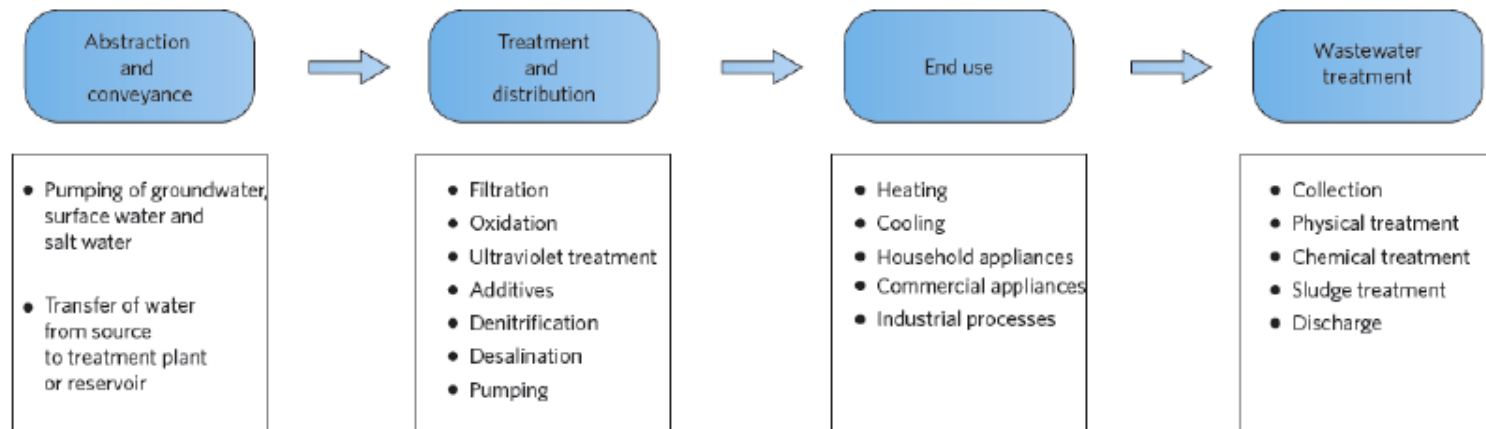 Abstraction
and
conveyance
Treatment
and
distribution
End use
Wastewater
treatment
• Pumping of groundwater,
surface water and
salt water
• Transfer of water
from source
to treatment plant
or reservoir
• Filtration
• Oxidation
• Ultraviolet treatment
• Additives
• Denitrification
• Desalination
• Pumping
• Heating
• Cooling
• Household appliances
• Commercial appliances
• Industrial processes
• Collection
• Physical treatment
• Chemical treatment
• Sludge treatment
• Discharge